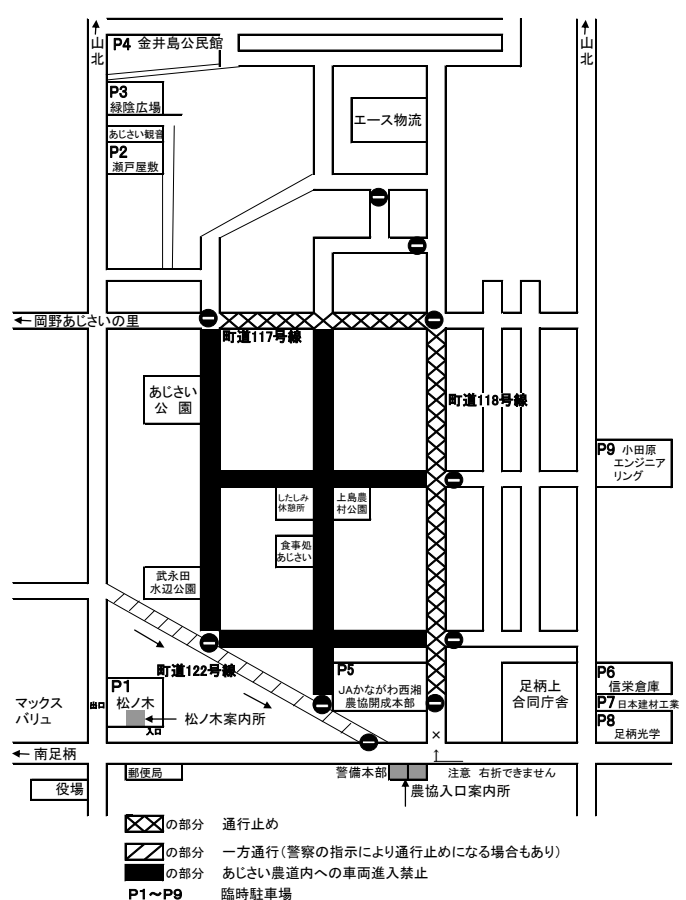 山北
P4 金井島公民館
山北
P3
緑陰広場
エース物流
あじさい観音
P2
瀬戸屋敷
←岡野あじさいの里
町道117号線
あじさい
公 園
町道118号線
P9 小田原
エンジニア
リング
したしみ
休憩所
上島農
村公園
食事処
あじさい
武永田
水辺公園
町道122号線
P1
松ノ木
出口
入口
松ノ木案内所
マックス
バリュ
P5
JAかながわ西湘
農協開成本部
足柄上
合同庁舎
P6
信栄倉庫
P7 日本建材工業
P8
足柄光学
×
←南足柄
役場
郵便局
警備本部
注意 右折できません
農協入口案内所
の部分 通行止め
の部分 一方通行(警察の指示により通行止めになる場合もあり)
の部分 あじさい農道内への車両進入禁止
P1～P9 臨時駐車場